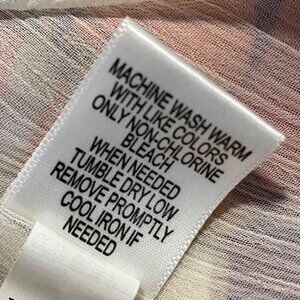 MACHINE WASH WARM
WITH LIKE COLORS
ONLY NON-CHLORINE
BLEACH
WHEN NEEDED
TUMBLE DRY LOW
REMOVE PROMPTLY
COOL IRON IF
NEEDED